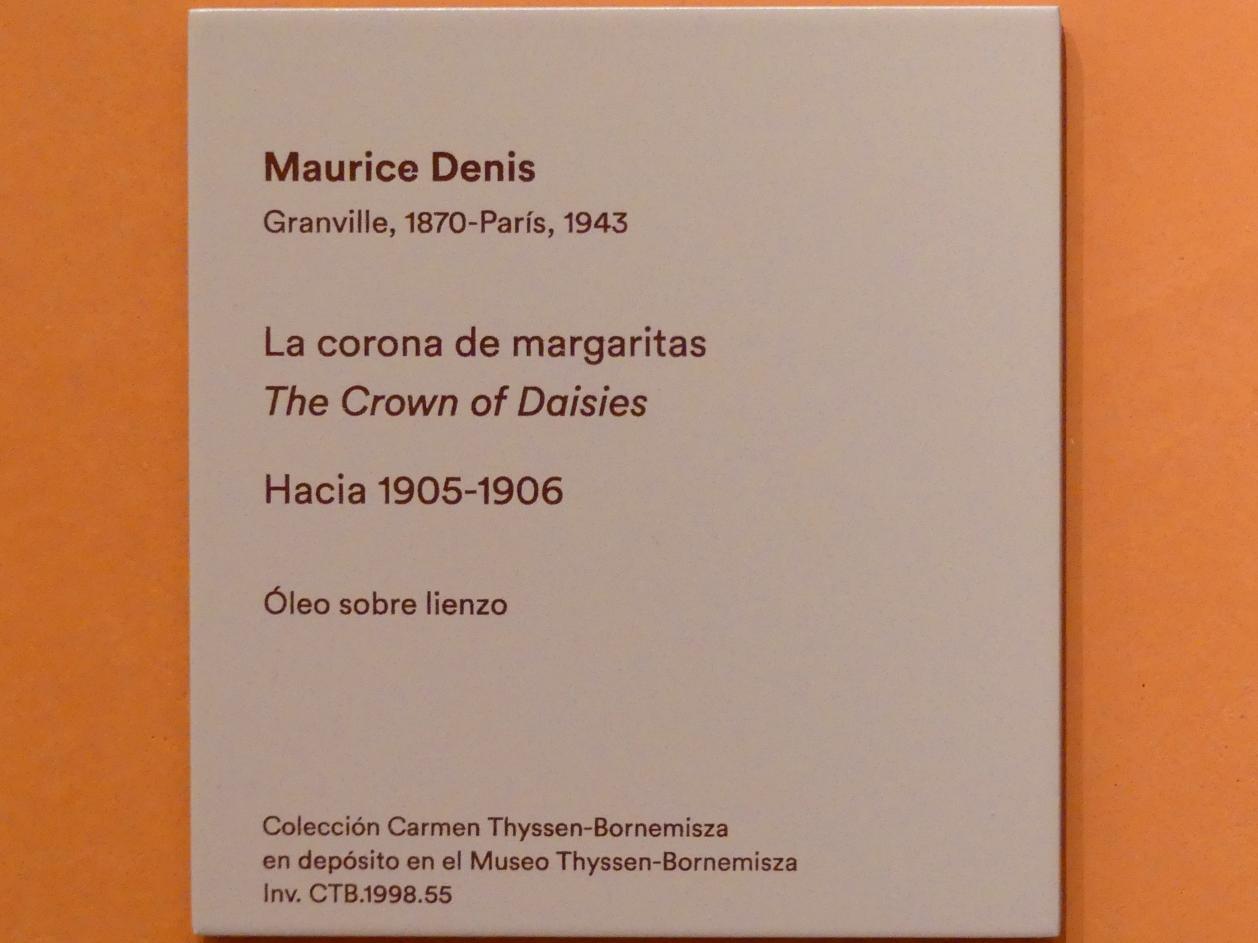 Maurice Denis
Granville, 1870-París, 1943
La corona de margaritas
The Crown of Daisies
Hacia 1905-1906
Óleo sobre lienzo
Colección Carmen Thyssen-Bornemisza
en depósito en el Museo Thyssen-Bornemisza
Inv. CTB.1998.55